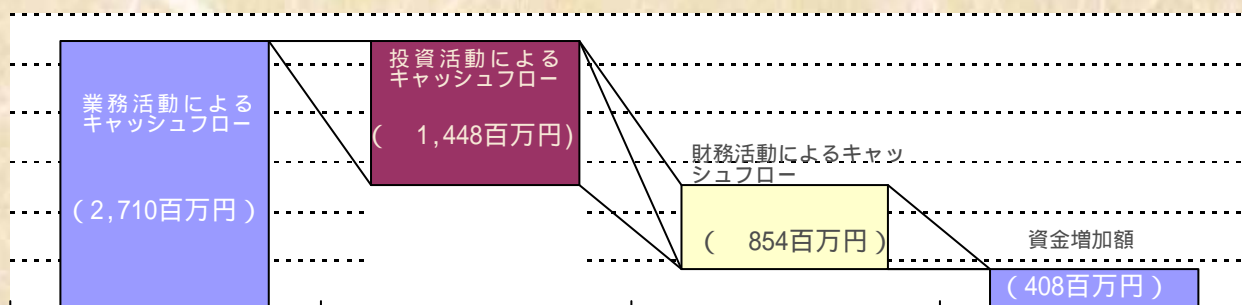 業務活動による
キャッシュフロー
(2,710百万円)
投資活動による
キャッシュフロー
( 1,448百万円)
財務活動によるキャッ
シュフロー
( 854百万円)
資金増加額
(408百万円)